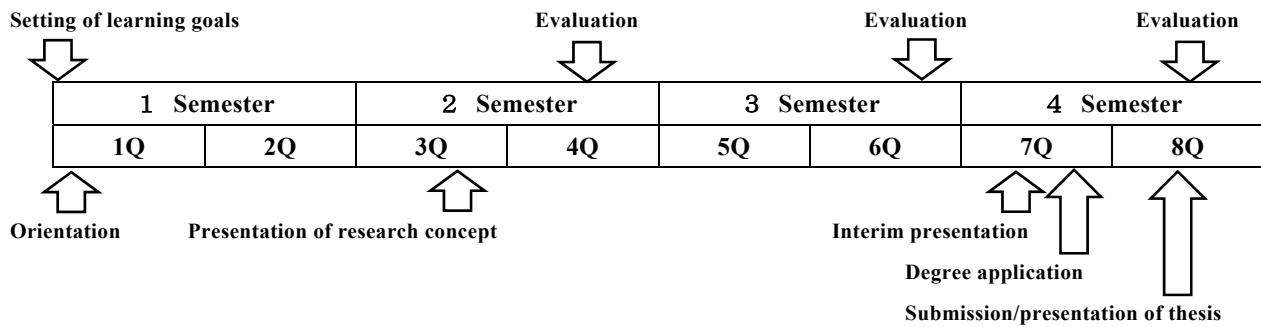 Setting of learning goals Evaluation Evaluation Evaluation
１ Semester ２ Semester ３ Semester ４ Semester
1Q 2Q 3Q 4Q 5Q 6Q 7Q 8Q
Orientation Presentation of research concept Interim presentation
Degree application
Submission/presentation of thesis